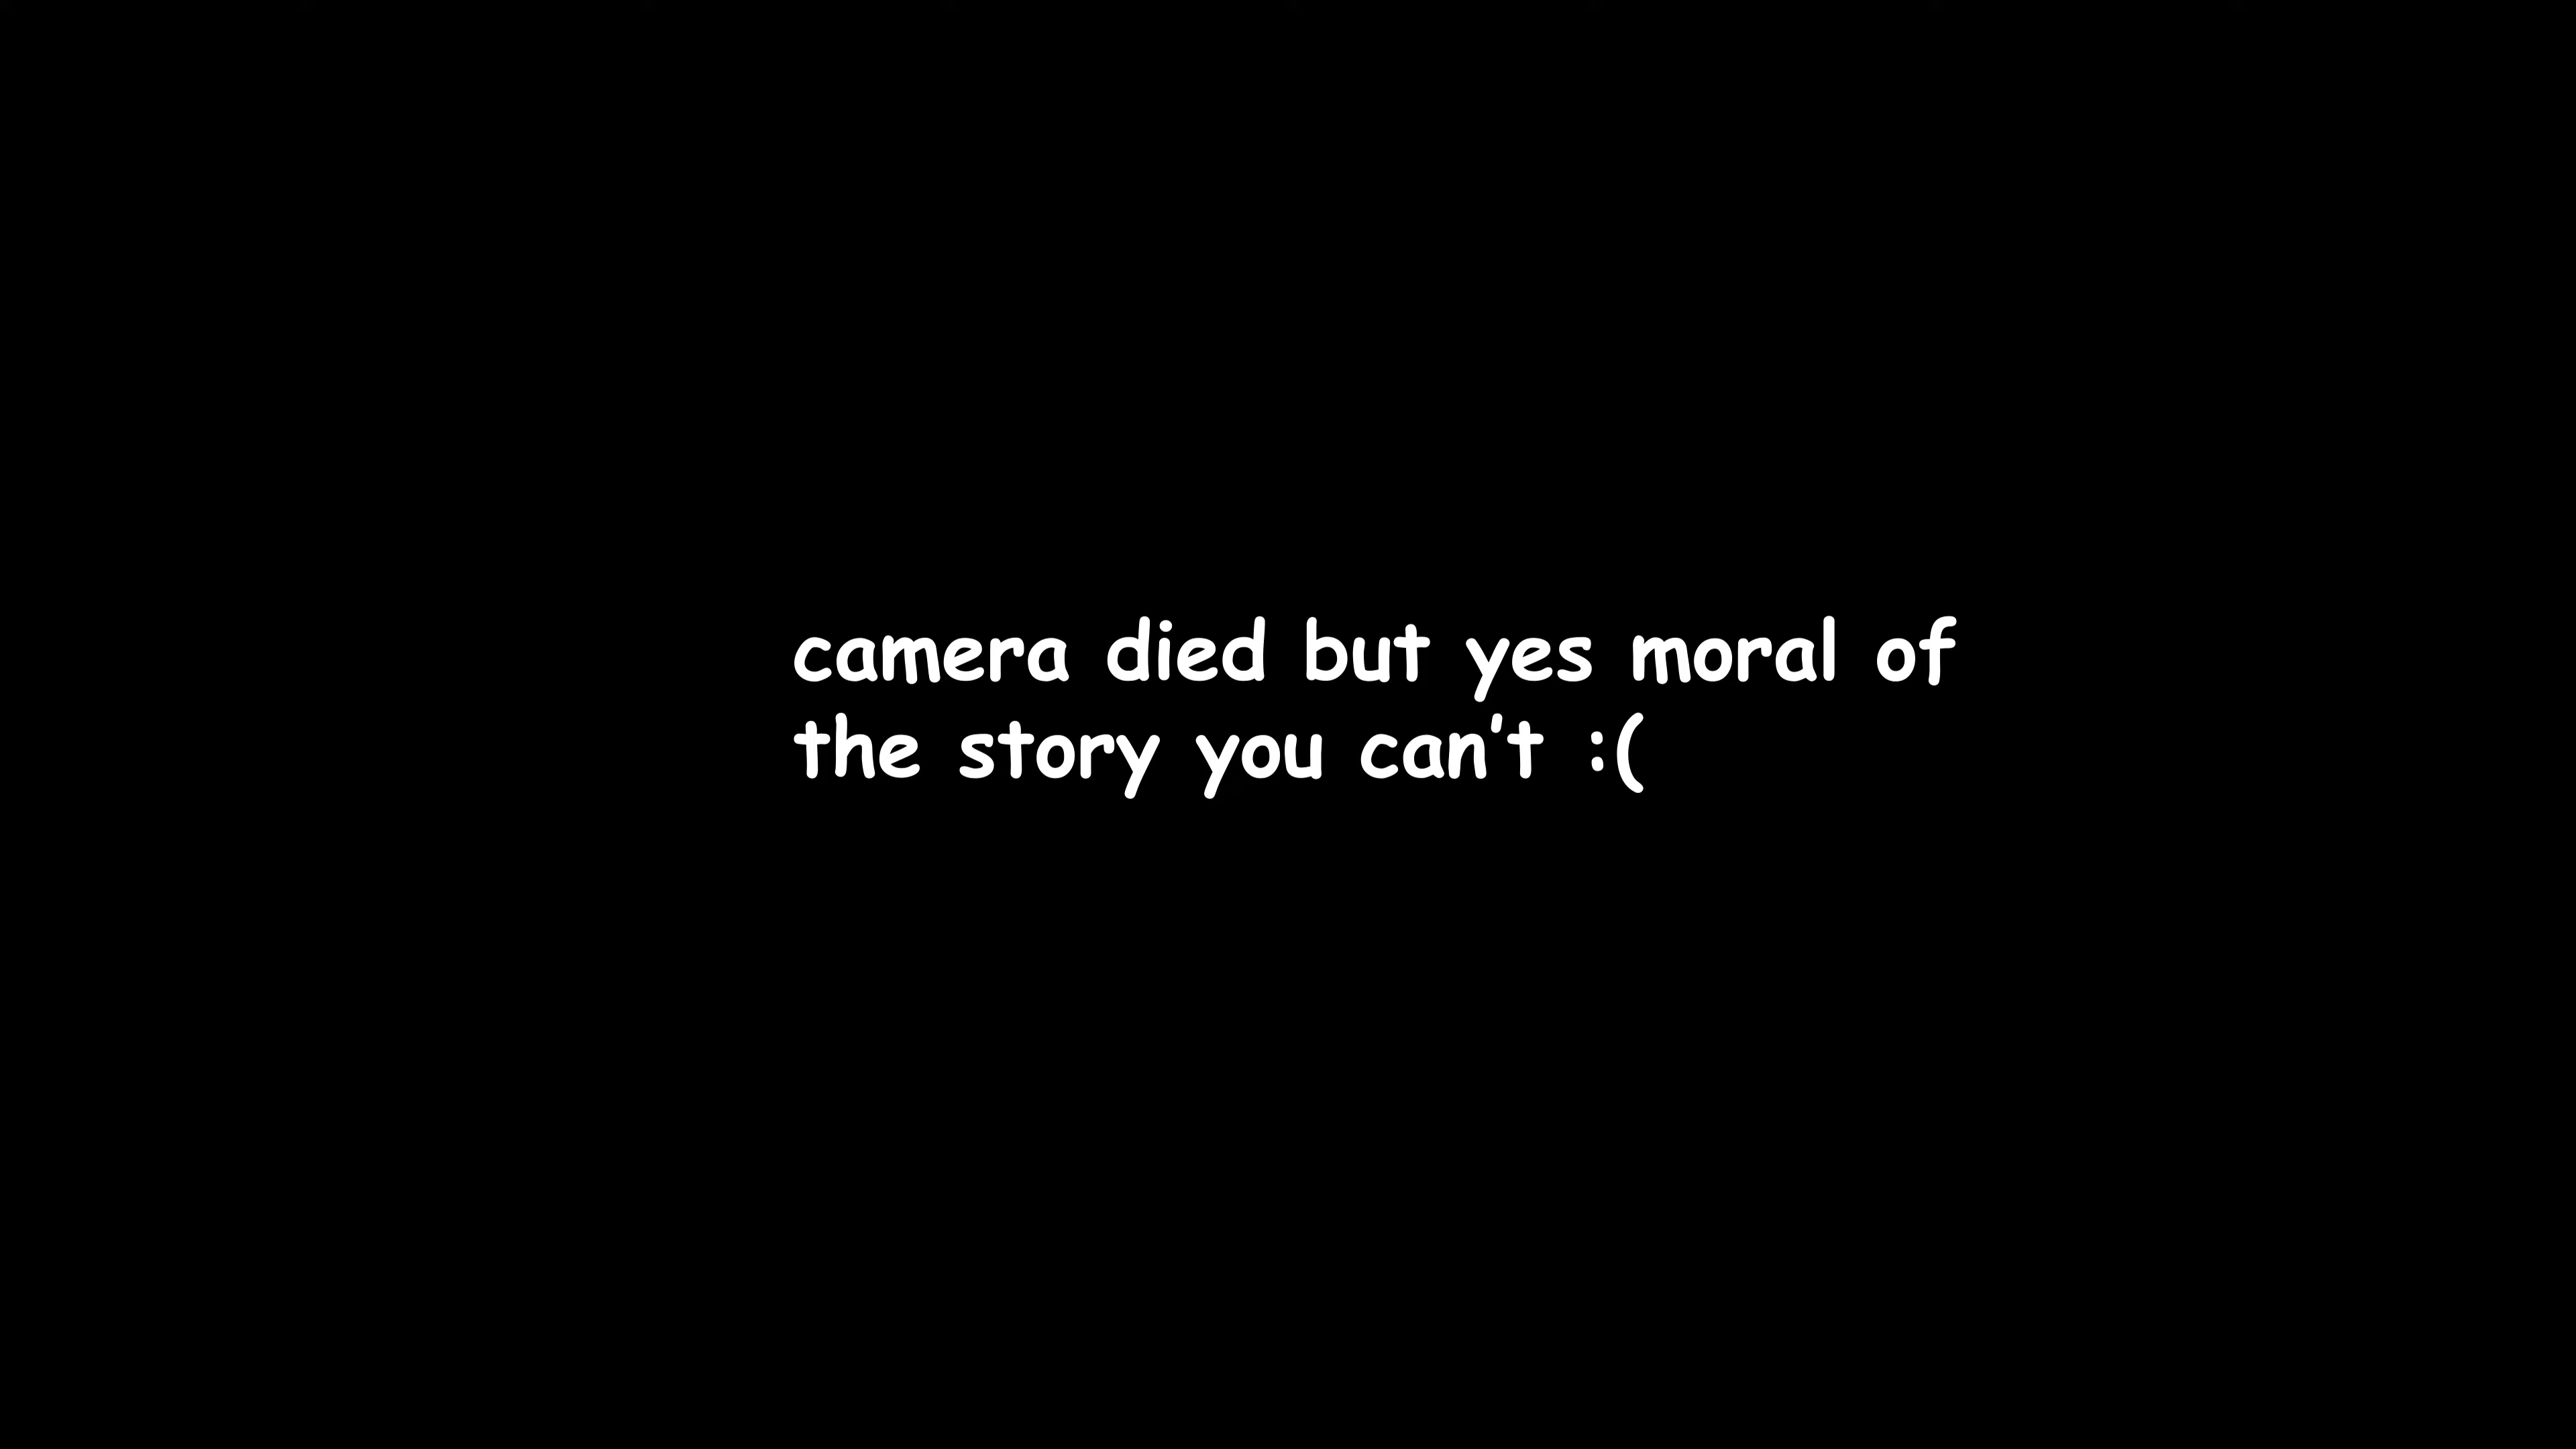 camera died but yes moral of
the story you can't :(